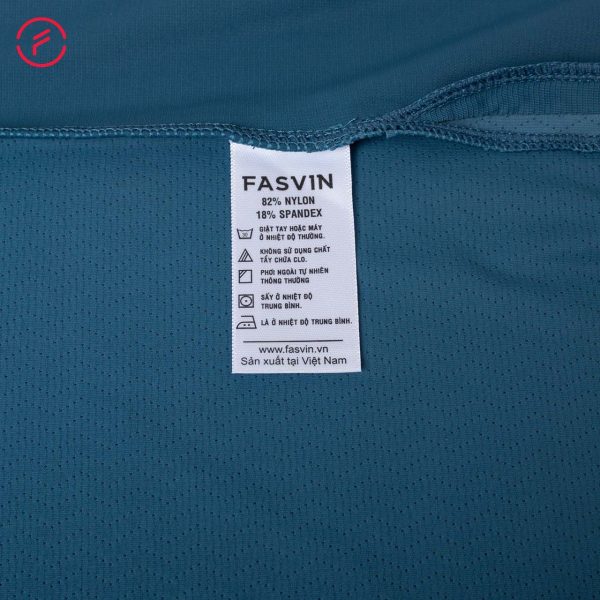 FASVIN
82% NYLON
18% SPANDEX
GIẶT TAY HOẶC MÁY
Ở NHIỆT ĐỘ THƯỜNG.
KHÔNG SỬ DỤNG CHẤT
TẨY CHỨA CLO.
PHƠI NGOÀI TỰ NHIÊN
THÔNG THƯỜNG
SẤY Ở NHIỆT ĐỘ
TRUNG BÌNH.
LÀ Ở NHIỆT ĐỘ TRUNG BÌNH.
www.fasvin.vn
Sản xuất tại Việt Nam